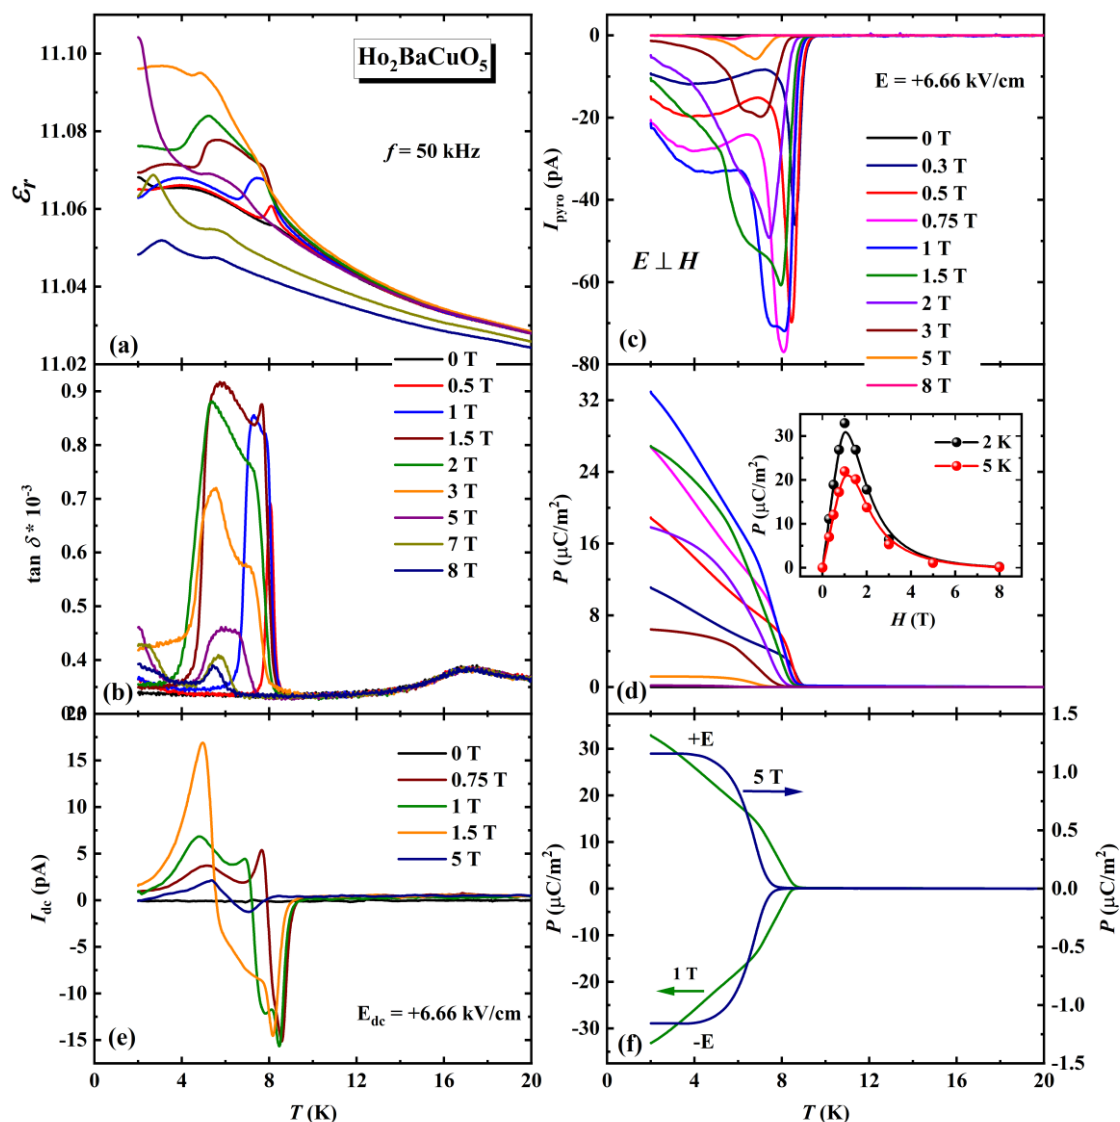 11.10
11.08
11.06
11.04
11.02
εr
Ho2BaCuO5
f = 50 kHz
(a)
0 T
0.5 T
1 T
1.5 T
2 T
3 T
5 T
7 T
8 T
0.9
0.8
0.7
0.6
0.5
0.4
tan δ* 10-3
(b)
20
15
10
5
0
-5
-10
-15
Idc (pA)
0 T
0.75 T
1 T
1.5 T
5 T
(e)
Edc = +6.66 kV/cm
0 4 8 12 16 20
T (K)
0
-20
-40
-60
-80
Ipyro (pA)
(c)
E = +6.66 kV/cm
E ⊥ H
0 T
0.3 T
0.5 T
0.75 T
1 T
1.5 T
2 T
3 T
5 T
8 T
32
24
16
8
0
P (μC/m2)
(d)
30
20
10
0
P (μC/m2)
2 K
5 K
0 2 4 6 8
H (T)
30
20
10
0
-10
-20
-30
P (μC/m2)
+E
5 T
1 T
-E
(f)
1.5
1.0
0.5
0.0
-0.5
-1.0
-1.5
P (μC/m2)
0 4 8 12 16 20
T (K)